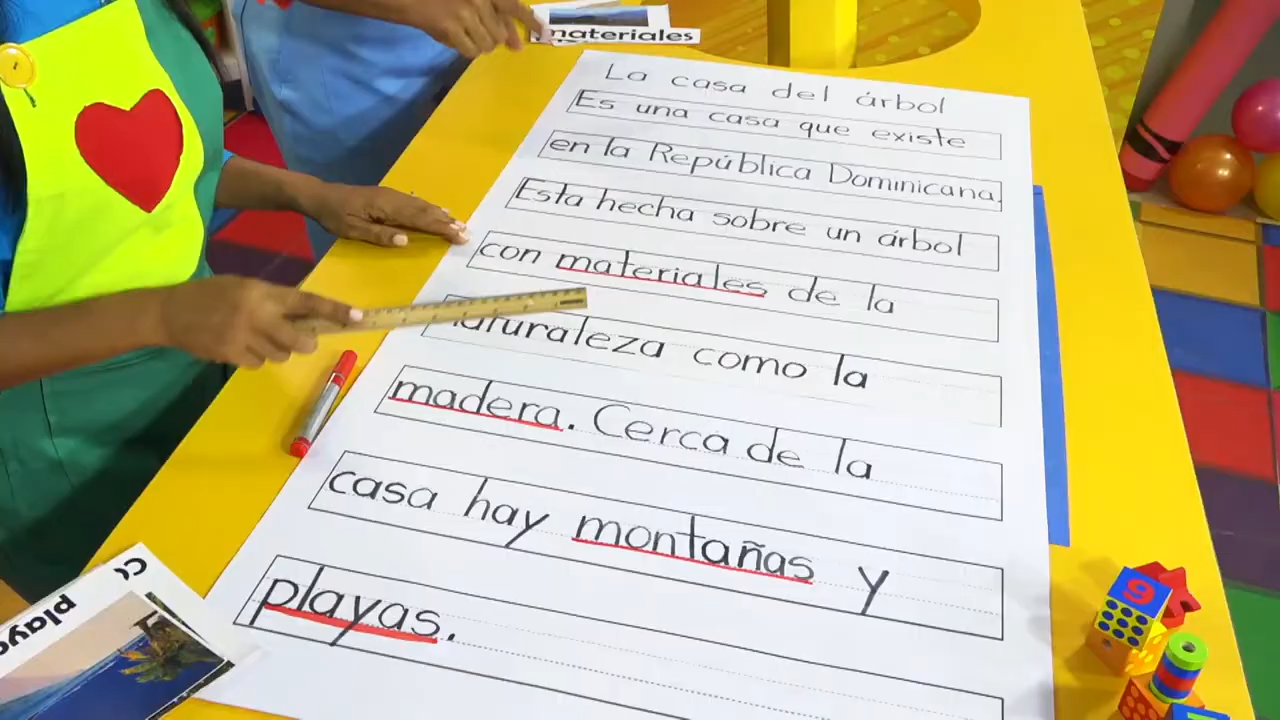 materiales
La casa del árbol
Es una casa que existe
en la República Dominicana.
Esta hecha sobre un árbol
con materiales de la
naturaleza como la
madera. Cerca de la
casa hay montañas y
playas.
playa